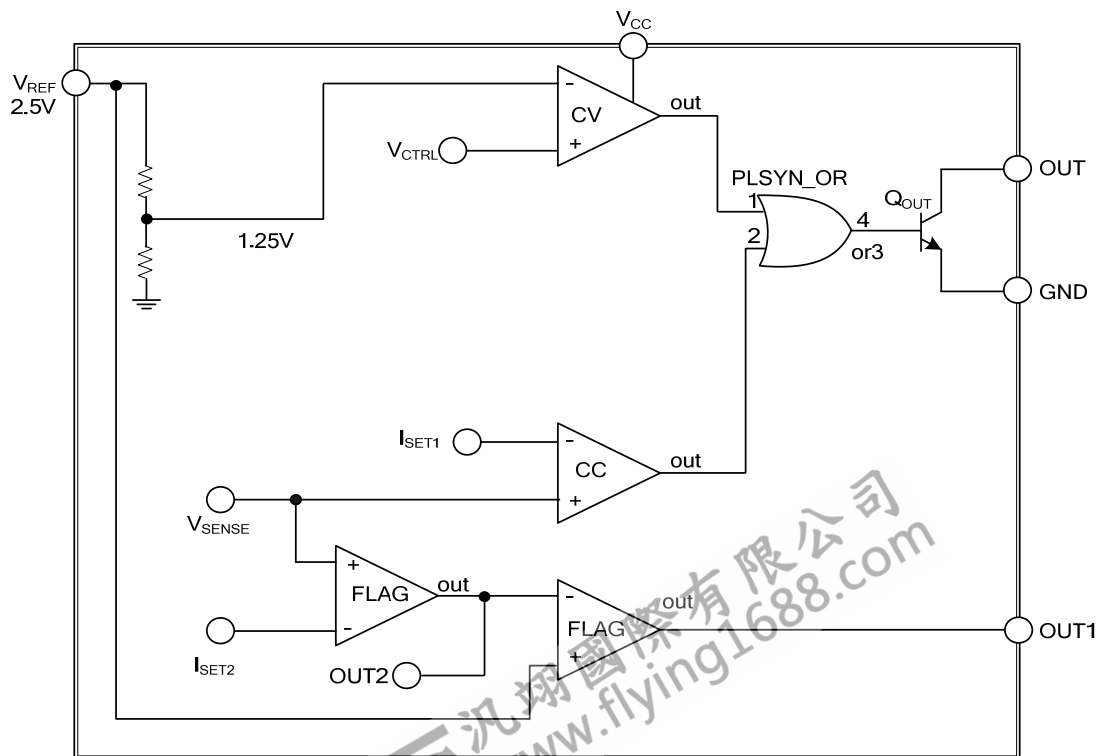 VCC
VREF
2.5V
-
CV
+
out
VCTRL
PLSYN_OR
1
2
4
or3
QOUT
OUT
GND
1.25V
ISET1
-
CC
+
out
VSENSE
+
FLAG
-
out
ISET2
OUT2
-
FLAG
+
out
OUT1
汎翊國際有限公司
www.flying1688.com